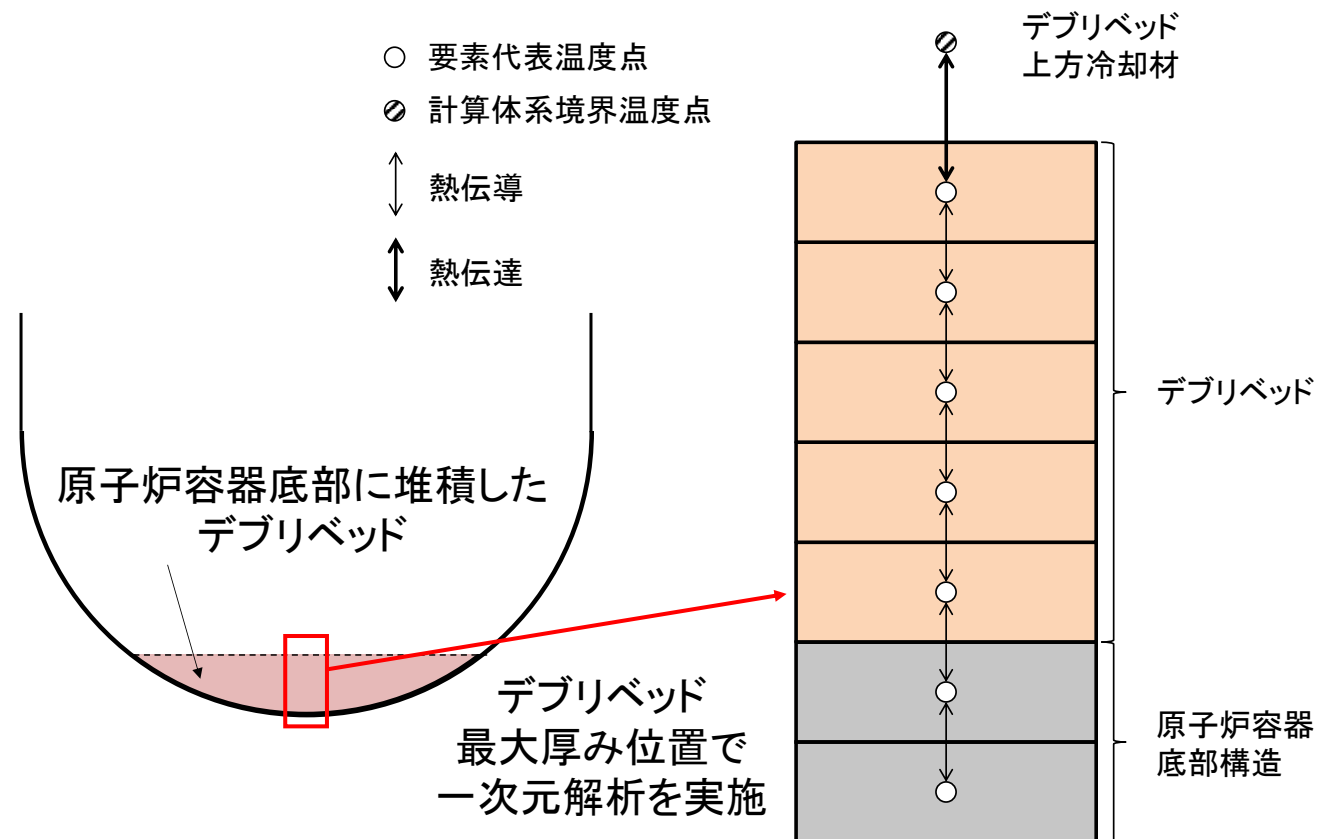 要素代表温度点
計算体系境界温度点
熱伝導
熱伝達
原子炉容器底部に堆積した
デブリベッド
デブリベッド
最大厚み位置で
一次元解析を実施
デブリベッド
上方冷却材
デブリベッド
原子炉容器
底部構造